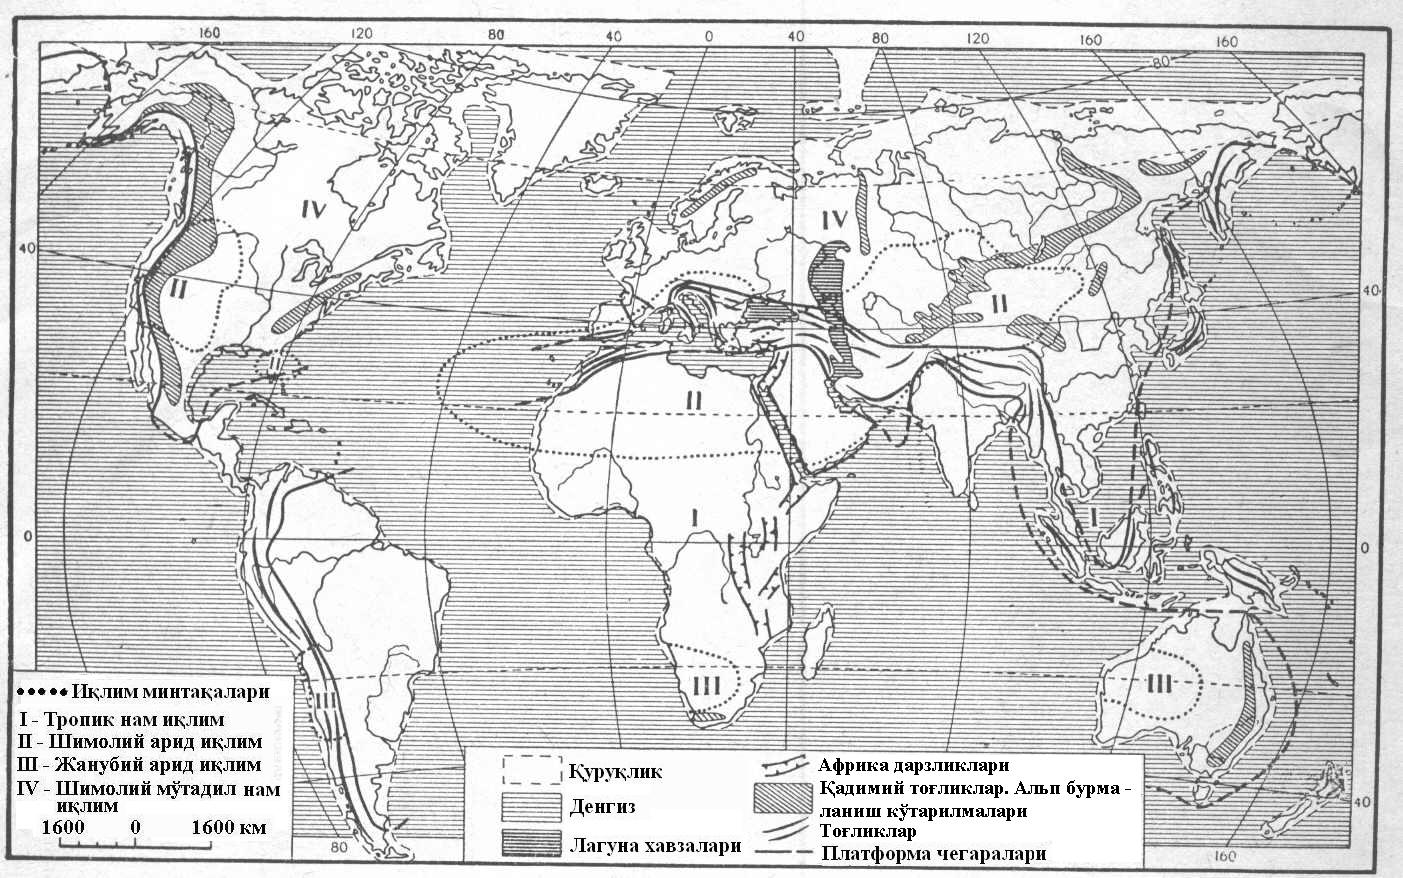 160
120
80
40
0
40
80
120
160
160
80
IV
IV
40
II
II
II
40
II
I
I
0
0
III
III
III
•••••• Иқлим минтақалари
I - Тропик нам иқлим
II - Шимолий арид иқлим
III - Жанубий арид иқлим
IV - Шимолий мўтадил нам
иқлим
1600 0 1600 км
80
Қуруқлик
Денгиз
Лагуна хавзалари
Африка дарзликлари
Қадимий тоғликлар. Альп бурма -
ланиш кўтарилмалари
Тоғликлар
Платформа чегаралари
40
160